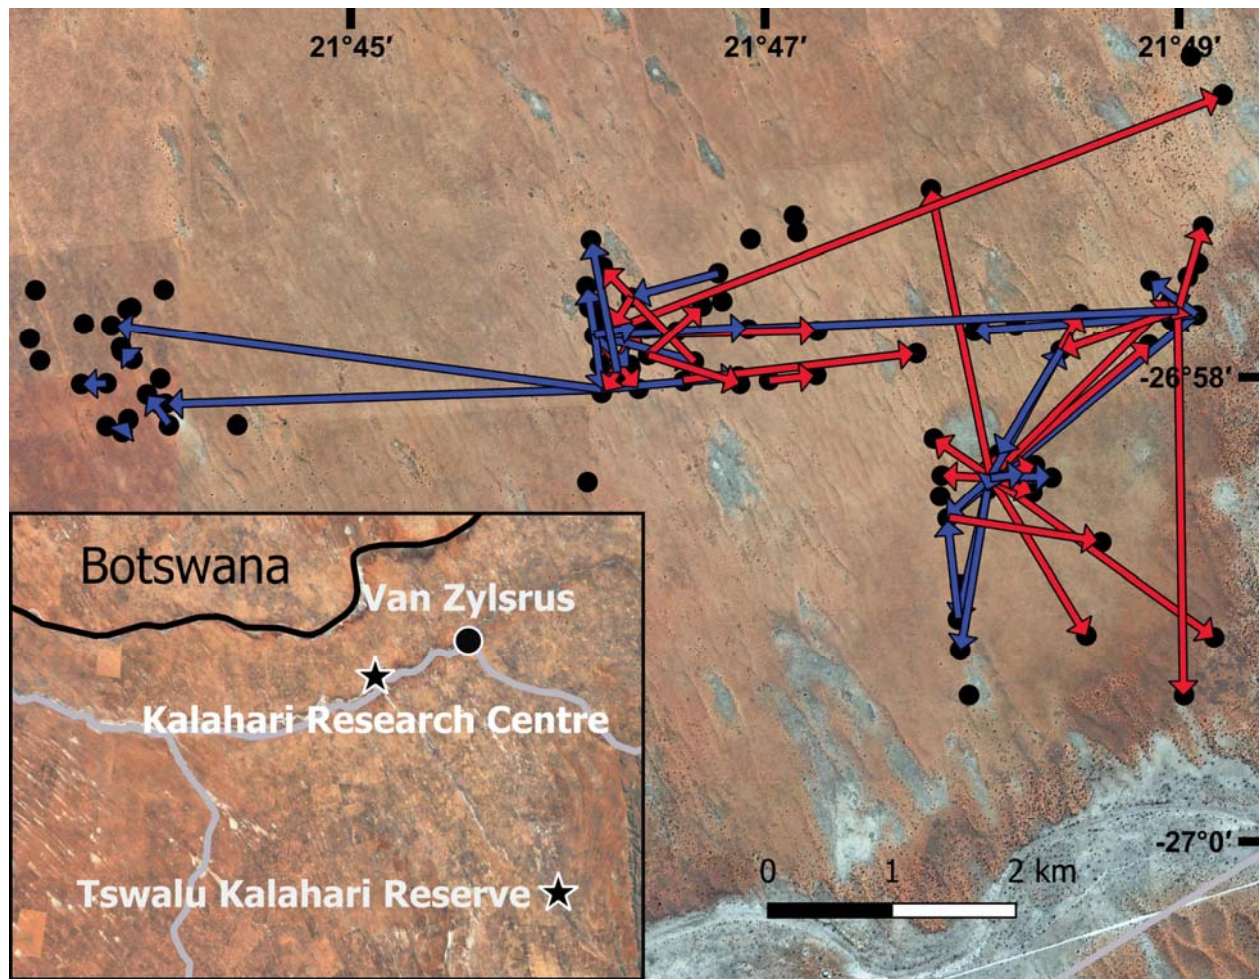 21°45′
21°47′
21°49′
-26°58′
Botswana
Van Zylsrus
Kalahari Research Centre
Tswalu Kalahari Reserve
-27°0′
0
1
2 km